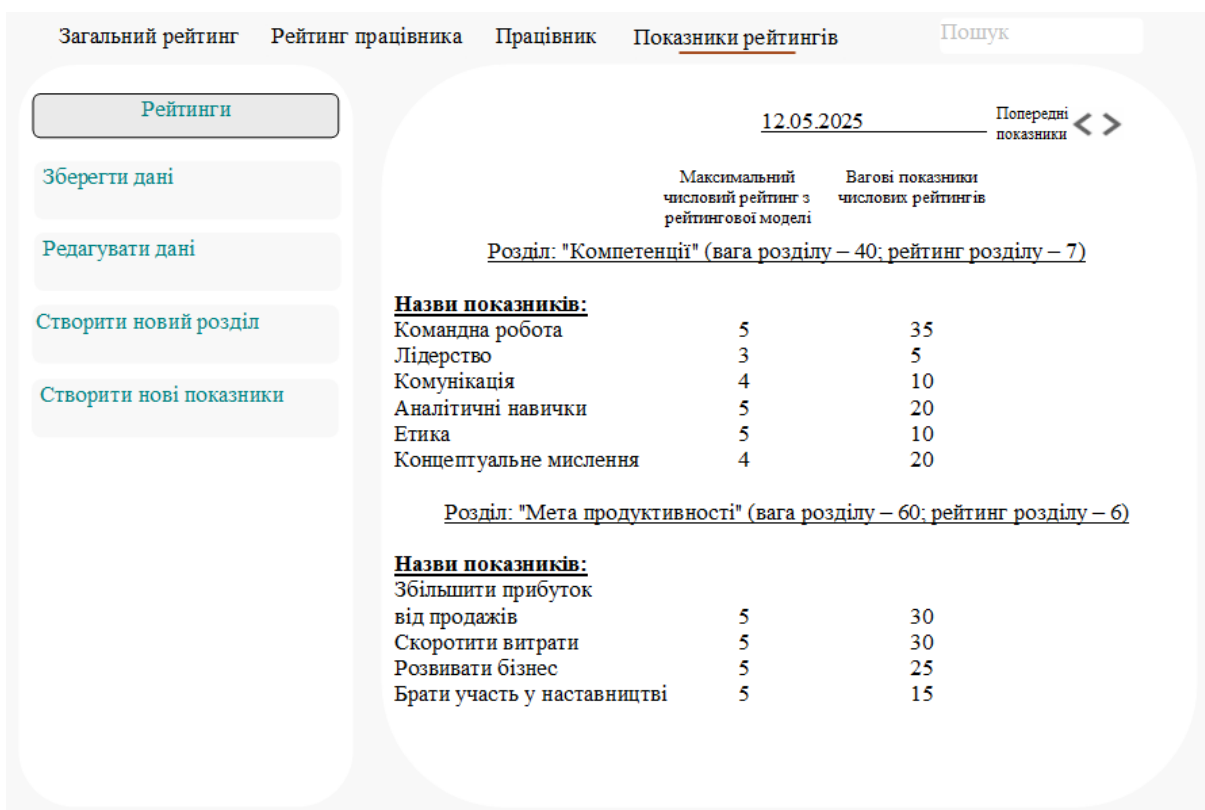 Загальний рейтинг Рейтинг працівника Працівник Показники рейтингів Пошук
Рейтинги
Зберегти дані
Редагувати дані
Створити новий розділ
Створити нові показники
12.05.2025 Попередні
показники
Максимальний Вагові показники
числовий рейтинг з числових рейтингів
рейтингової моделі
Розділ: "Компетенції" (вага розділу – 40; рейтинг розділу – 7)
Назви показників:
Командна робота 5 35
Лідерство 3 5
Комунікація 4 10
Аналітичні навички 5 20
Етика 5 10
Концептуальне мислення 4 20
Розділ: "Мета продуктивності" (вага розділу – 60; рейтинг розділу – 6)
Назви показників:
Збільшити прибуток
від продажів 5 30
Скоротити витрати 5 30
Розвивати бізнес 5 25
Брати участь у наставництві 5 15